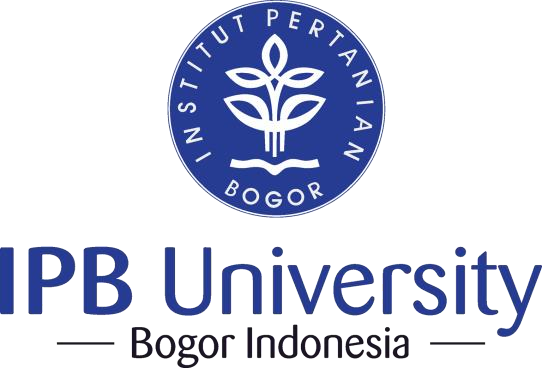 INSTITUT PERTANIAN
BOGOR
IPB University
Bogor Indonesia